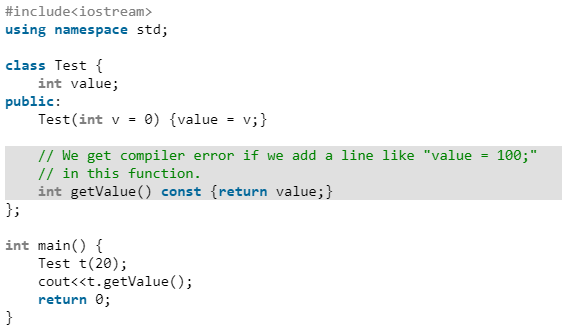 #include<iostream>
using namespace std;

class Test {
    int value;
public:
    Test(int v = 0) {value = v;}

    // We get compiler error if we add a line like "value = 100;"
    // in this function.
    int getValue() const {return value;}
};

int main() {
    Test t(20);
    cout<<t.getValue();
    return 0;
}